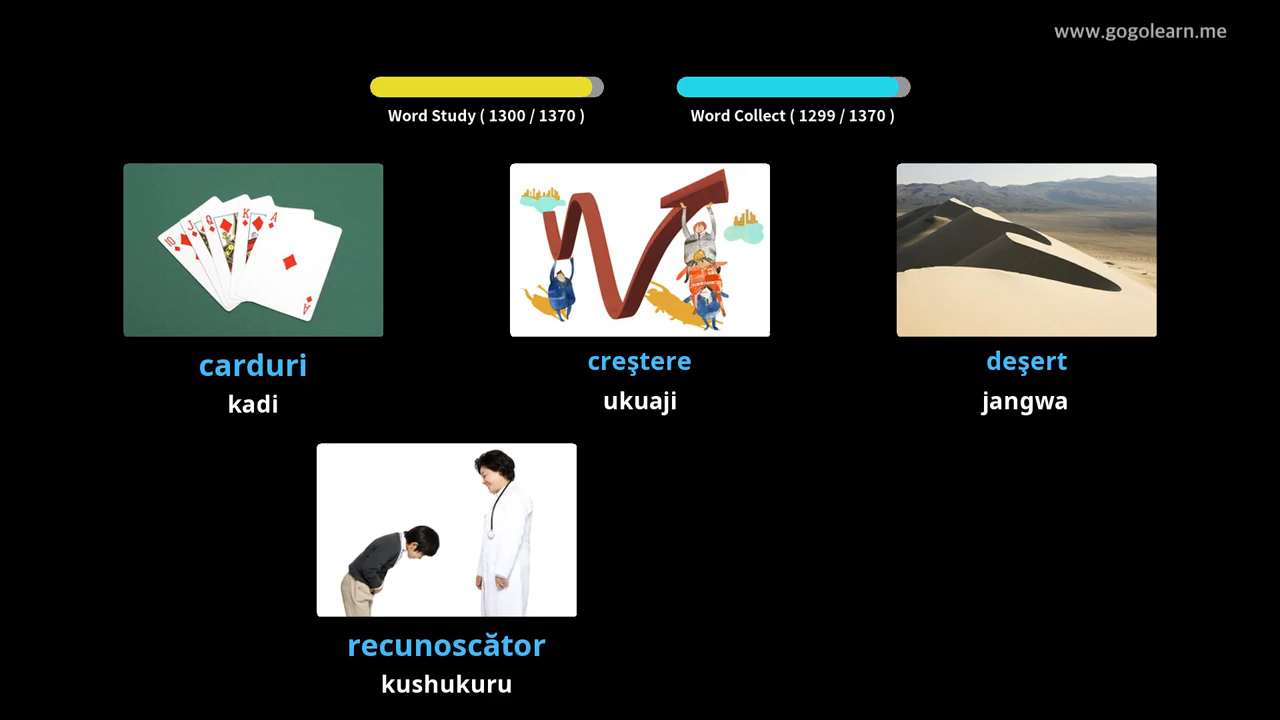 www.gogolearn.me
Word Study ( 1300 / 1370 )
Word Collect ( 1299 / 1370 )
10 J Q K A
A
carduri
kadi
creştere
ukuaji
deşert
jangwa
recunoscător
kushukuru